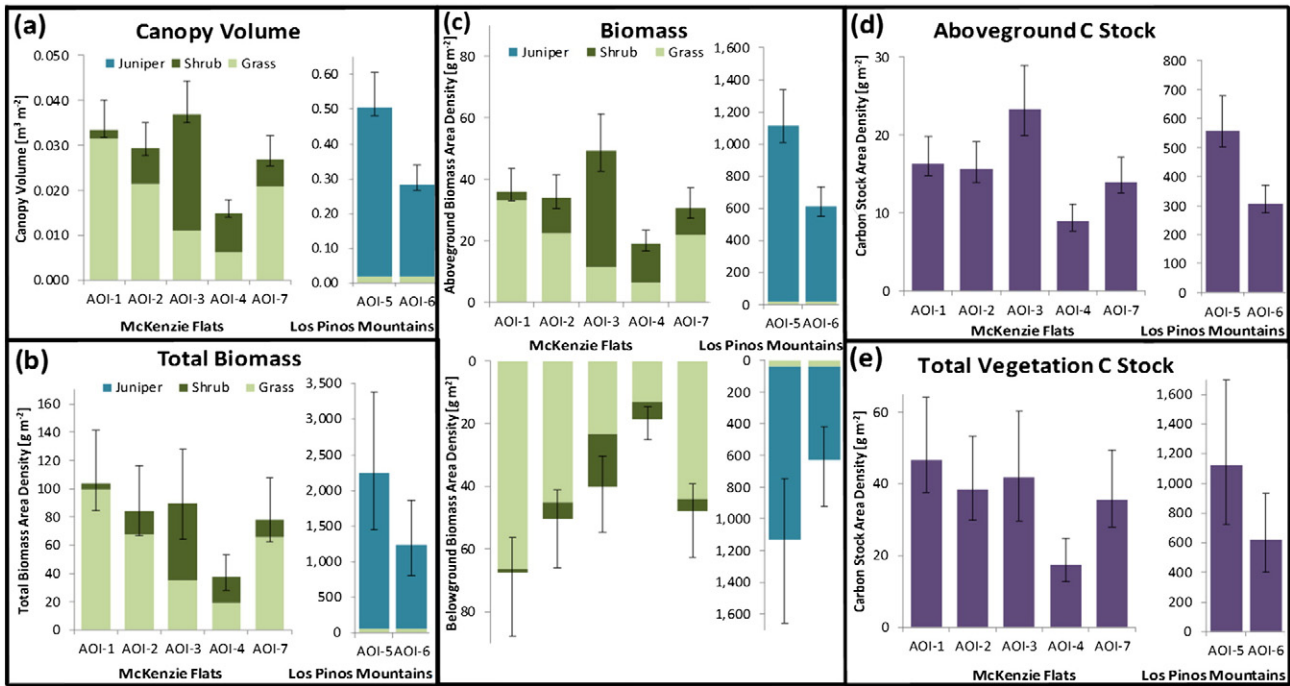 (a) Canopy Volume
Juniper Shrub Grass
Canopy Volume [m³ m⁻²]
0.050
0.040
0.030
0.020
0.010
0.000
AOI-1 AOI-2 AOI-3 AOI-4 AOI-7
McKenzie Flats
0.60
0.50
0.40
0.30
0.20
0.10
0.00
AOI-5 AOI-6
Los Pinos Mountains
(b) Total Biomass
Juniper Shrub Grass
Total Biomass Area Density [g m⁻²]
160
140
120
100
80
60
40
20
0
AOI-1 AOI-2 AOI-3 AOI-4 AOI-7
McKenzie Flats
3,500
3,000
2,500
2,000
1,500
1,000
500
0
AOI-5 AOI-6
Los Pinos Mountains
(c) Biomass
Juniper Shrub Grass
Aboveground Biomass Area Density [g m⁻²]
80
60
40
20
0
AOI-1 AOI-2 AOI-3 AOI-4 AOI-7
McKenzie Flats
1,600
1,400
1,200
1,000
800
600
400
200
0
AOI-5 AOI-6
Los Pinos Mountains
Belowground Biomass Area Density [g m⁻²]
0
20
40
60
80
0
200
400
600
800
1,000
1,200
1,400
1,600
(d) Aboveground C Stock
Carbon Stock Area Density [g m⁻²]
30
20
10
0
AOI-1 AOI-2 AOI-3 AOI-4 AOI-7
McKenzie Flats
800
700
600
500
400
300
200
100
0
AOI-5 AOI-6
Los Pinos Mountains
(e) Total Vegetation C Stock
Carbon Stock Area Density [g m⁻²]
60
40
20
0
AOI-1 AOI-2 AOI-3 AOI-4 AOI-7
McKenzie Flats
1,600
1,400
1,200
1,000
800
600
400
200
0
AOI-5 AOI-6
Los Pinos Mountains